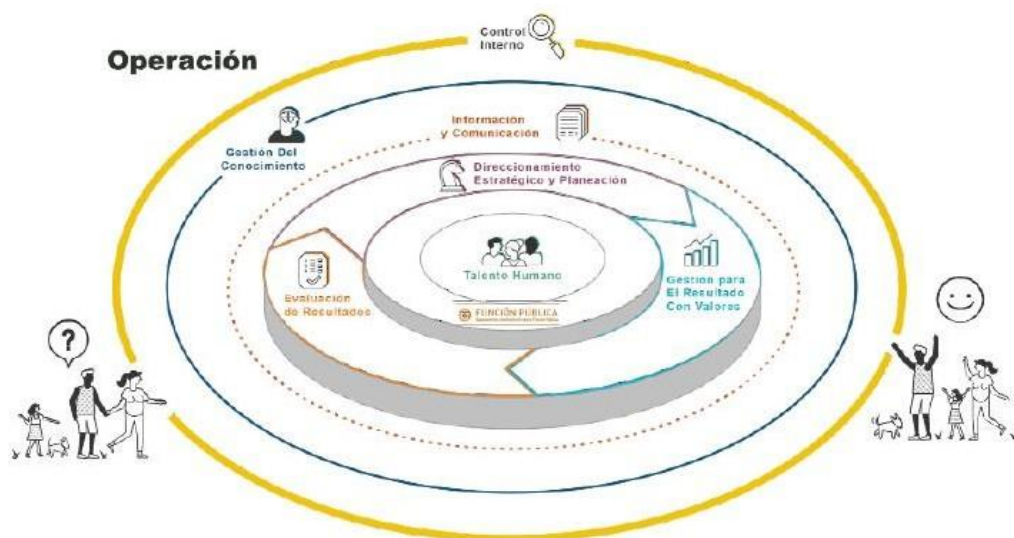 Operación
Control
Interno
Información
y Comunicación
Gestión Del
Conocimiento
Direccionamiento
Estratégico y Planeación
Talento Humano
Gestión para
El Resultado
Con Valores
Evaluación
de Resultados
FUNCIÓN PÚBLICA
?